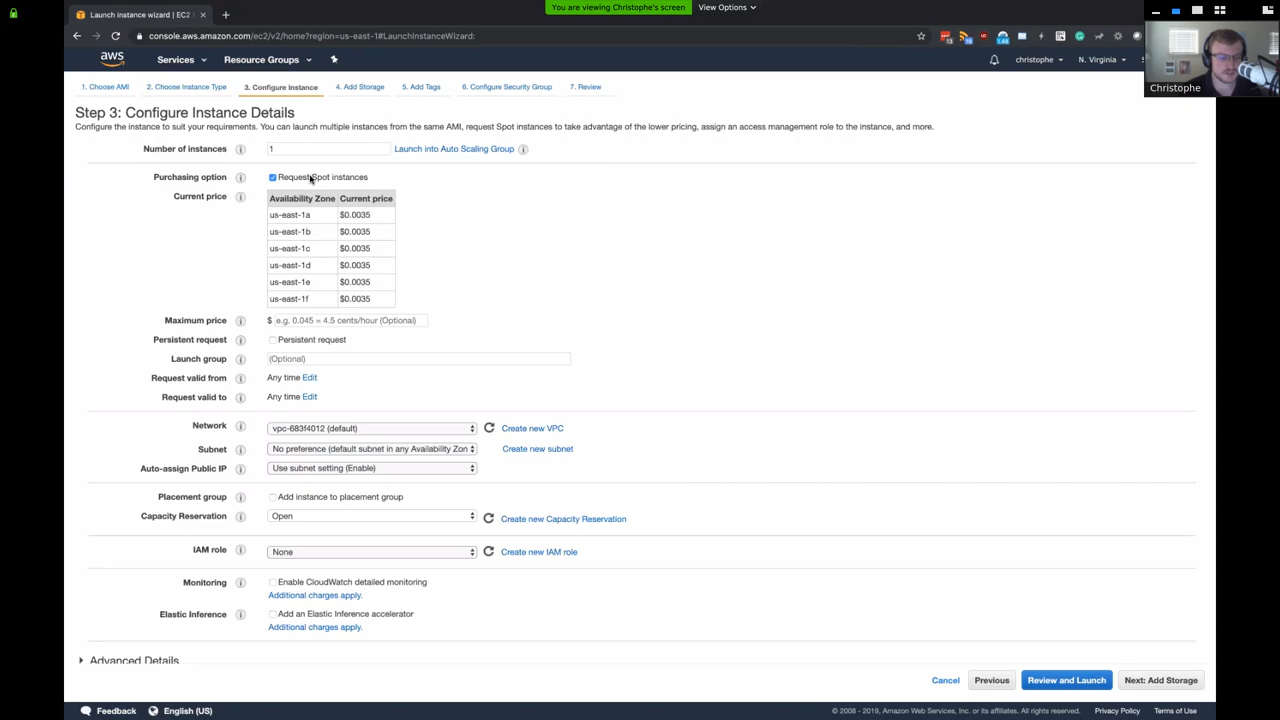 You are viewing Christophe's screen
View Options
Launch instance wizard | EC2
console.aws.amazon.com/ec2/v2/home?region=us-east-1#LaunchInstanceWizard:
aws
Services
Resource Groups
christophe
N. Virginia
Christophe
1. Choose AMI
2. Choose Instance Type
3. Configure Instance
4. Add Storage
5. Add Tags
6. Configure Security Group
7. Review
Step 3: Configure Instance Details
Configure the instance to suit your requirements. You can launch multiple instances from the same AMI, request Spot instances to take advantage of the lower pricing, assign an access management role to the instance, and more.
Number of instances 1 Launch into Auto Scaling Group
Purchasing option Request Spot instances
Current price
Availability Zone Current price
us-east-1a $0.0035
us-east-1b $0.0035
us-east-1c $0.0035
us-east-1d $0.0035
us-east-1e $0.0035
us-east-1f $0.0035
Maximum price $ e.g. 0.045 = 4.5 cents/hour (Optional)
Persistent request Persistent request
Launch group (Optional)
Request valid from Any time Edit
Request valid to Any time Edit
Network vpc-683f4012 (default) Create new VPC
Subnet No preference (default subnet in any Availability Zon Create new subnet
Auto-assign Public IP Use subnet setting (Enable)
Placement group Add instance to placement group
Capacity Reservation Open Create new Capacity Reservation
IAM role None Create new IAM role
Monitoring Enable CloudWatch detailed monitoring
Additional charges apply.
Elastic Inference Add an Elastic Inference accelerator
Additional charges apply.
Advanced Details
Cancel Previous Review and Launch Next: Add Storage
Feedback English (US) © 2008 - 2019, Amazon Web Services, Inc. or its affiliates. All rights reserved. Privacy Policy Terms of Use